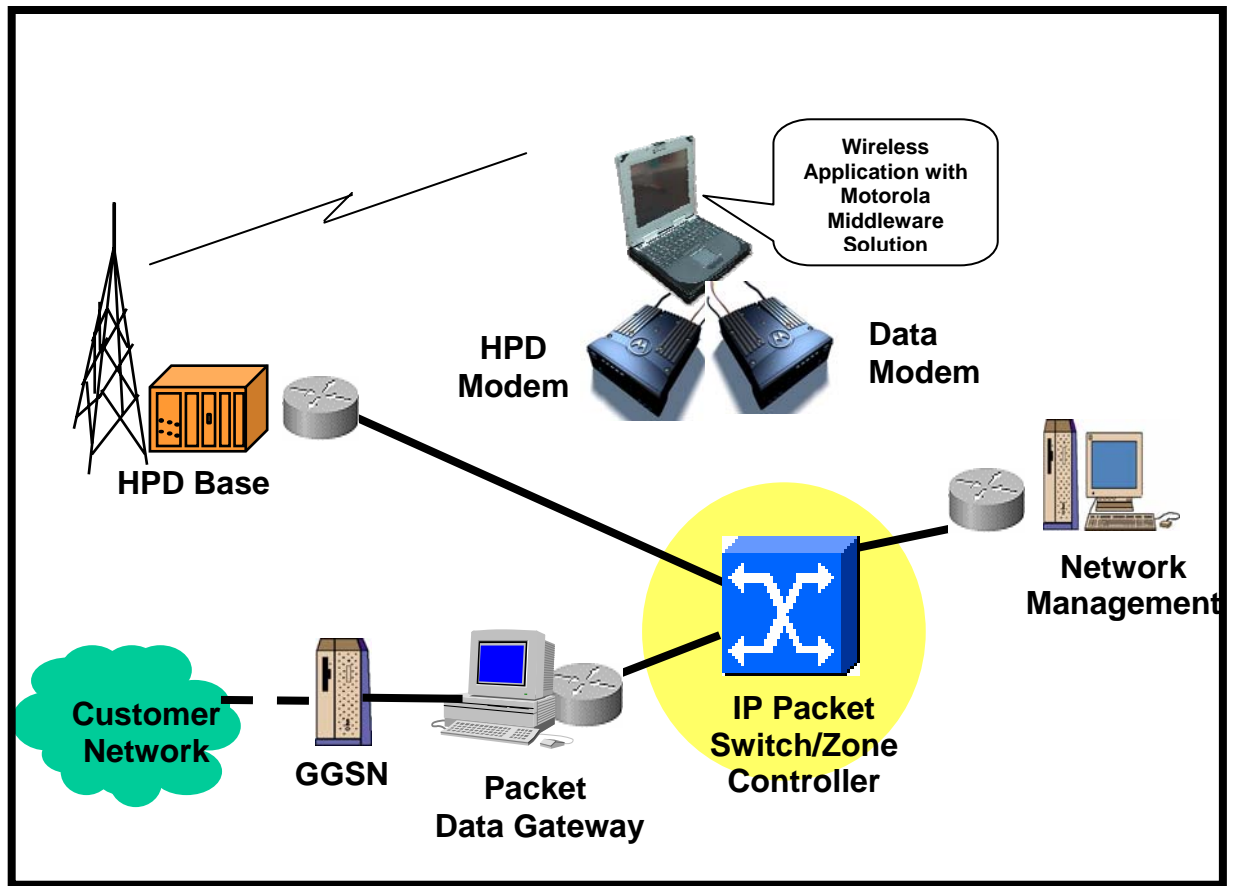 Wireless
Application with
Motorola
Middleware
Solution
HPD
Modem
Data
Modem
HPD Base
Network
Management
IP Packet
Switch/Zone
Controller
Customer
Network
GGSN
Packet
Data Gateway